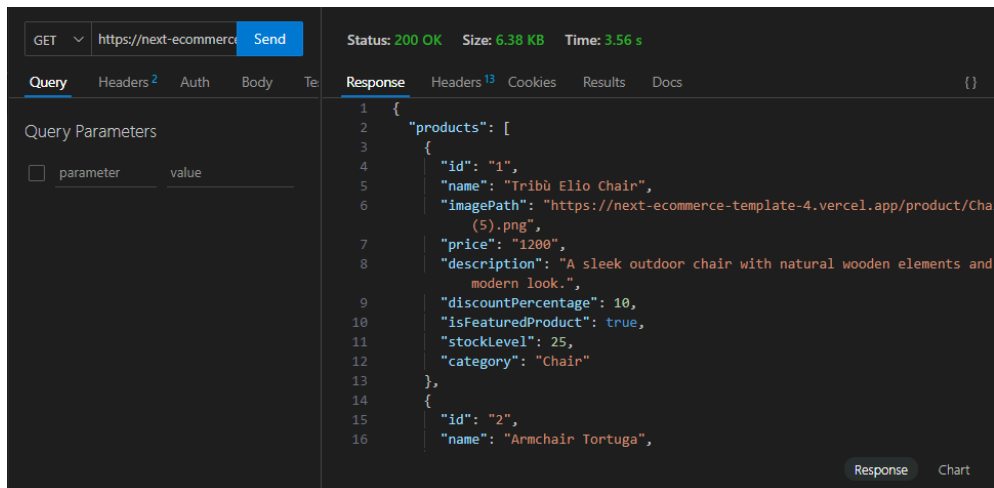 GET https://next-ecommerce Send
Query Headers 2 Auth Body Te
Query Parameters
parameter value
Status: 200 OK Size: 6.38 KB Time: 3.56 s
Response Headers 13 Cookies Results Docs {}
1 {
2 "products": [
3 {
4 "id": "1",
5 "name": "Tribù Elio Chair",
6 "imagePath": "https://next-ecommerce-template-4.vercel.app/product/Cha
(5).png",
7 "price": "1200",
8 "description": "A sleek outdoor chair with natural wooden elements and
modern look.",
9 "discountPercentage": 10,
10 "isFeaturedProduct": true,
11 "stockLevel": 25,
12 "category": "Chair"
13 },
14 {
15 "id": "2",
16 "name": "Armchair Tortuga",
Response Chart